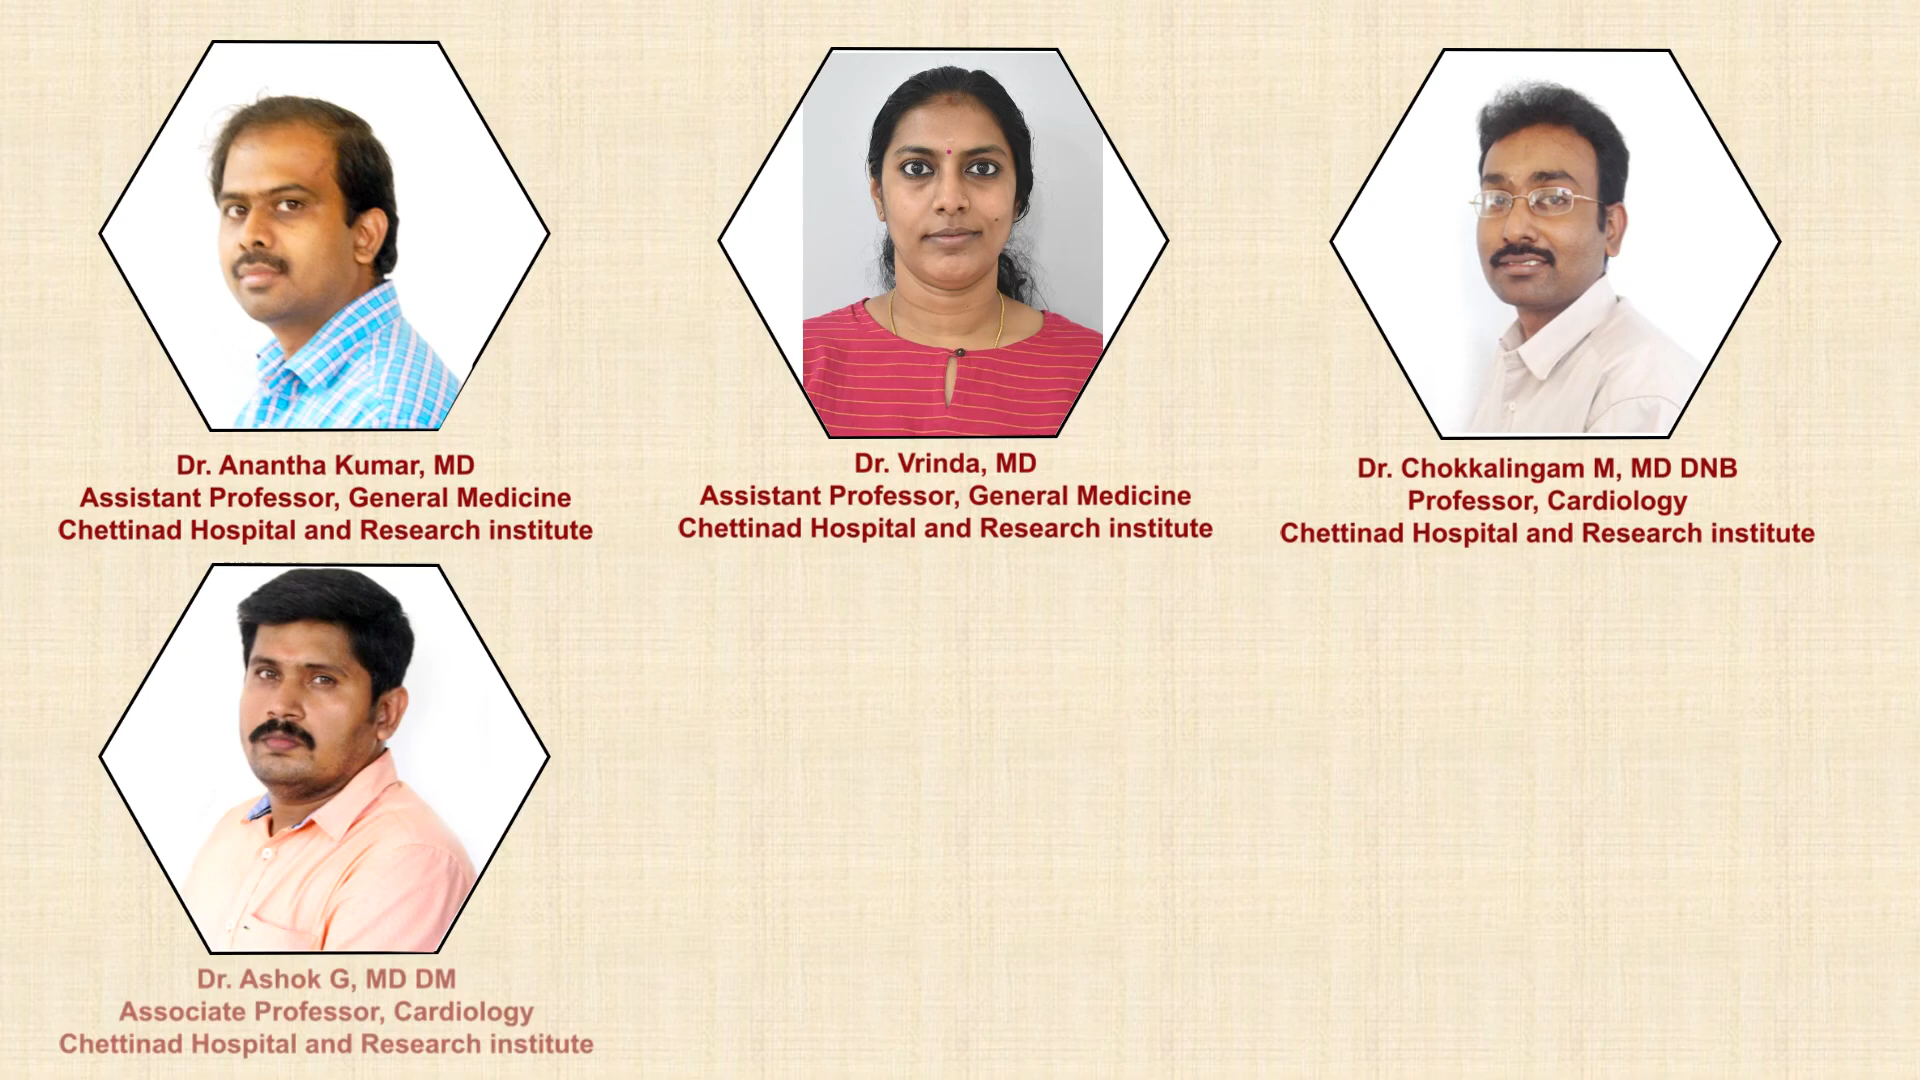 Dr. Anantha Kumar, MD
Assistant Professor, General Medicine
Chettinad Hospital and Research institute
Dr. Vrinda, MD
Assistant Professor, General Medicine
Chettinad Hospital and Research institute
Dr. Chokkalingam M, MD DNB
Professor, Cardiology
Chettinad Hospital and Research institute
Dr. Ashok G, MD DM
Associate Professor, Cardiology
Chettinad Hospital and Research institute